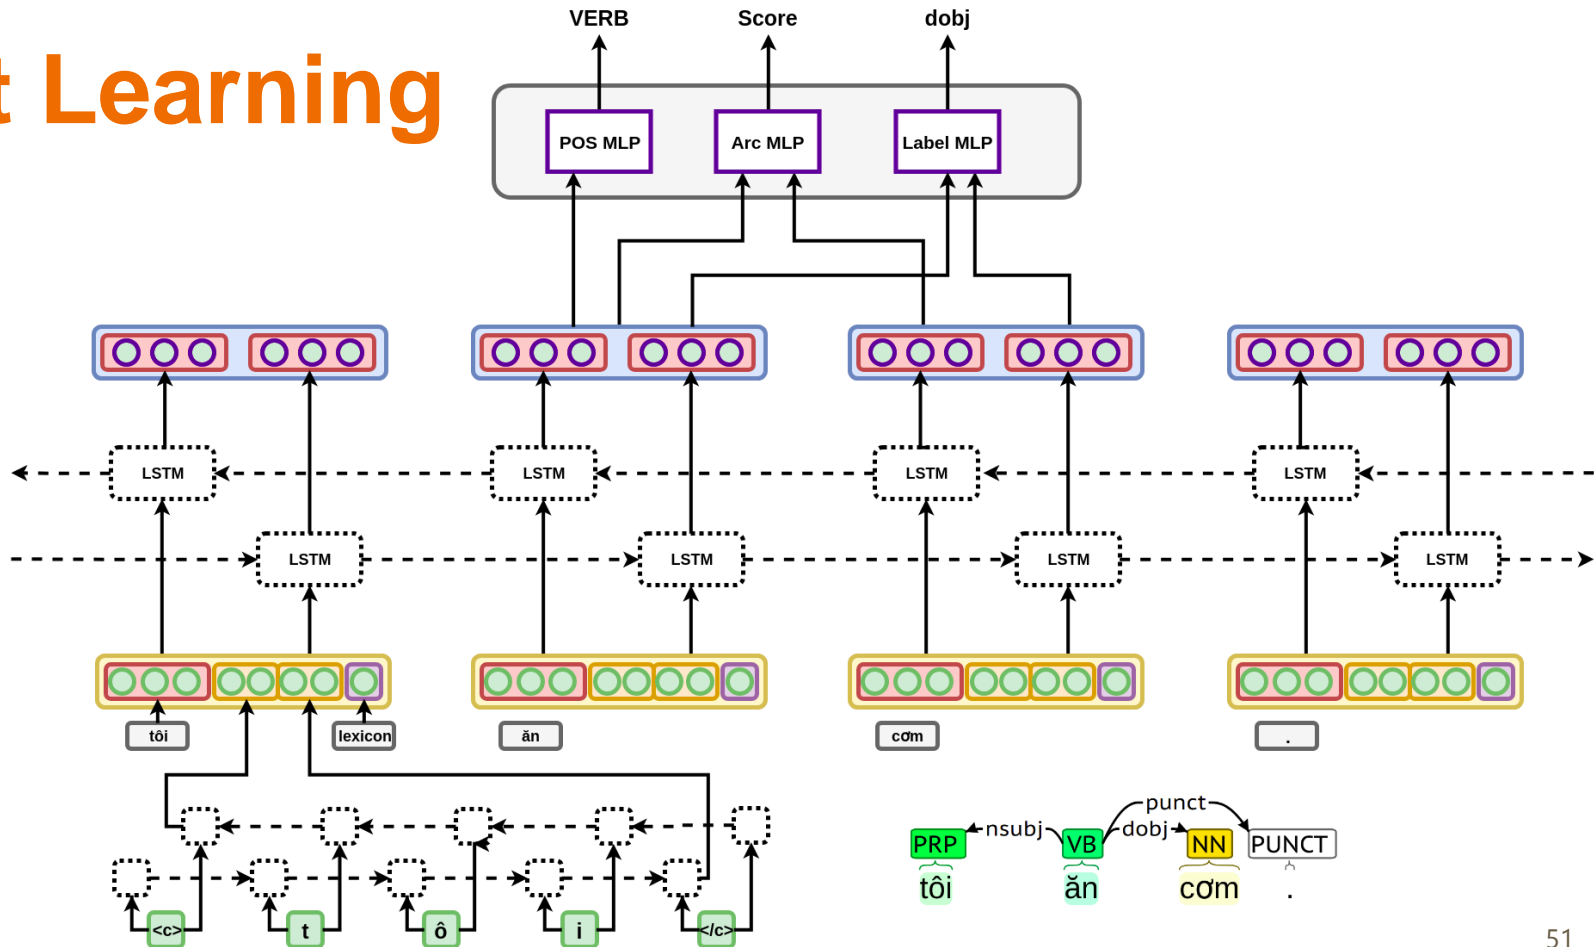 VERB Score dobj
t Learning
POS MLP Arc MLP Label MLP
LSTM LSTM LSTM LSTM
LSTM LSTM LSTM LSTM
tôi lexicon ăn cơm .
punct
nsubj dobj
PRP VB NN PUNCT
tôi ăn cơm .
<c> t ô i </c>
51